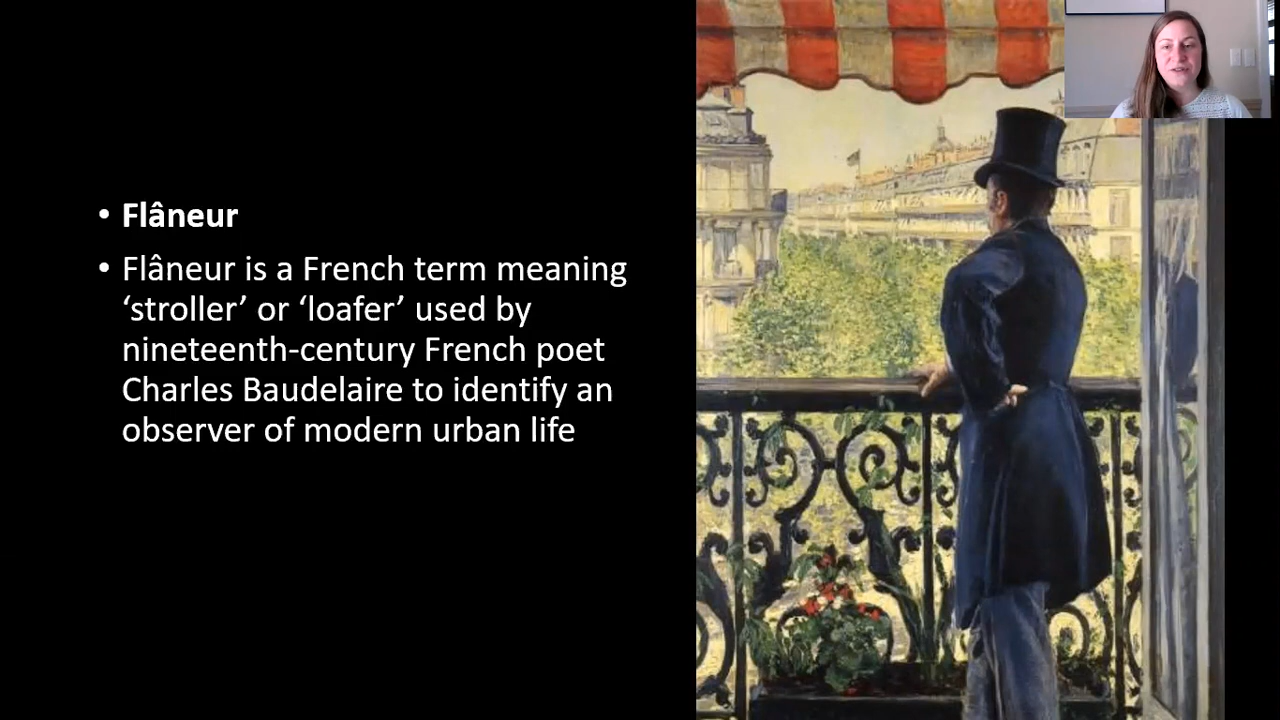 • Flâneur
• Flâneur is a French term meaning
‘stroller’ or ‘loafer’ used by
nineteenth-century French poet
Charles Baudelaire to identify an
observer of modern urban life